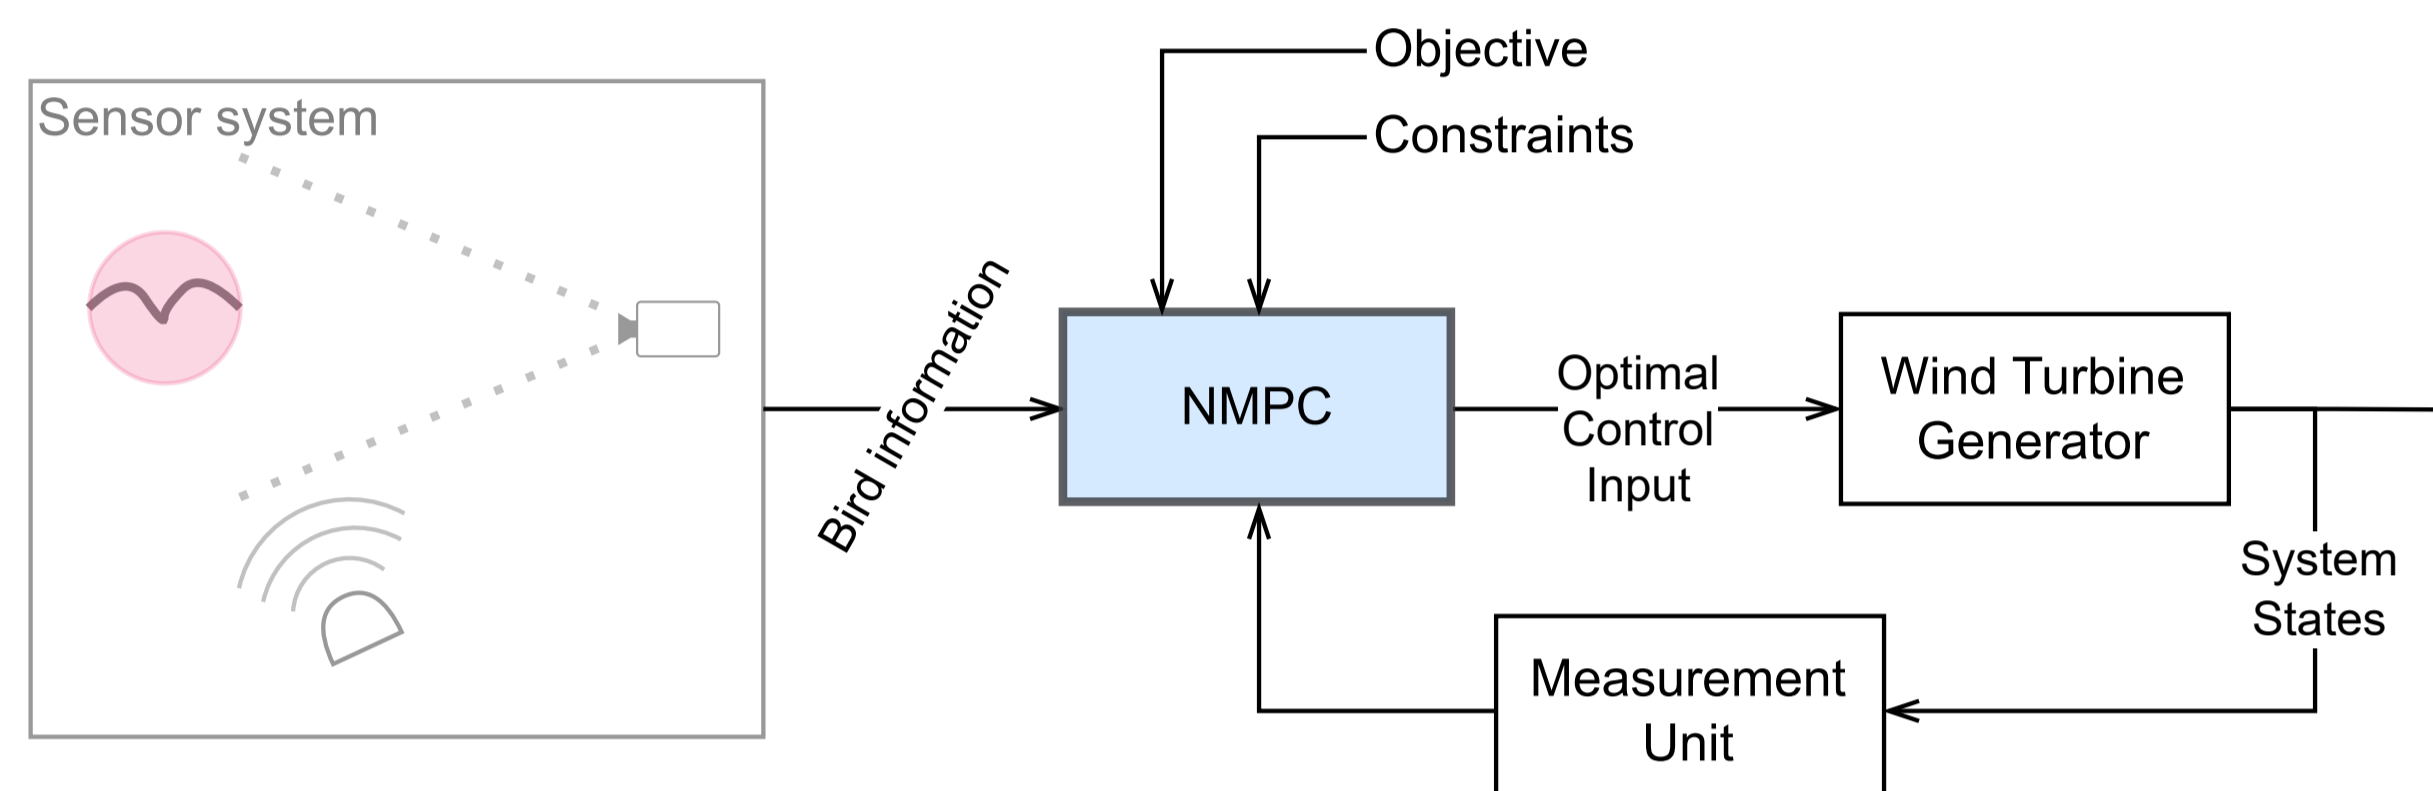 Objective
Sensor system
Constraints
Bird information
NMPC
Optimal
Control
Input
Wind Turbine
Generator
System
States
Measurement
Unit